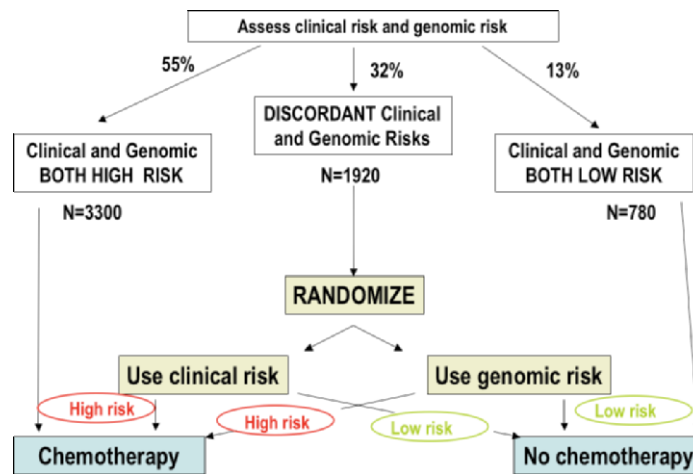 Assess clinical risk and genomic risk
55%
32%
13%
DISCORDANT Clinical
and Genomic Risks
Clinical and Genomic
BOTH HIGH RISK
Clinical and Genomic
BOTH LOW RISK
N=1920
N=3300
N=780
RANDOMIZE
Use clinical risk
Use genomic risk
High risk
High risk
Low risk
Low risk
Chemotherapy
No chemotherapy